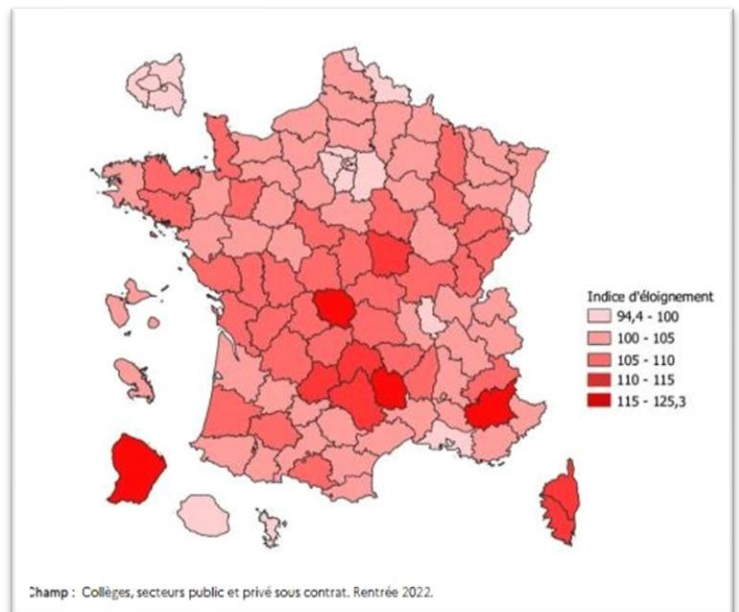 Indice d'éloignement
94,4 - 100
100 - 105
105 - 110
110 - 115
115 - 125,3
Champ : Collèges, secteurs public et privé sous contrat. Rentrée 2022.